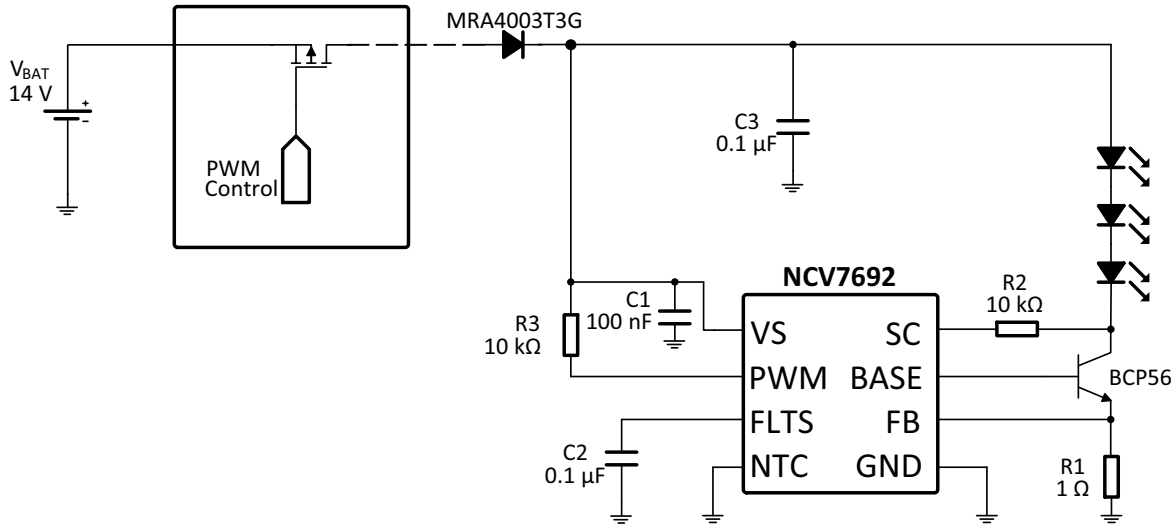 MRA4003T3G
V_BAT
14 V
+
-
PWM
Control
C3
0.1 µF
NCV7692
R2
10 kΩ
C1
100 nF
R3
10 kΩ
VS
SC
PWM
BASE
BCP56
FLTS
FB
C2
0.1 µF
NTC
GND
R1
1 Ω